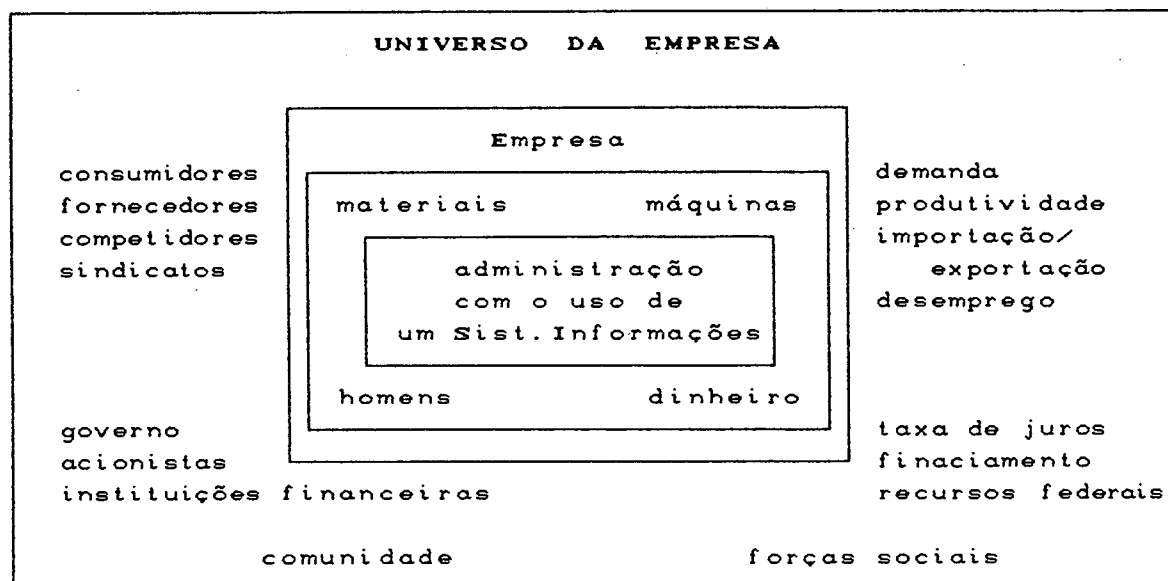 UNIVERSO DA EMPRESA
Empresa
consumidores
fornecedores
competidores
sindicatos
materiais máquinas
administração
com o uso de
um Sist. Informações
homens dinheiro
demanda
produtividade
importação/
exportação
desemprego
governo
acionistas
instituições financeiras
taxa de juros
finaciamento
recursos federais
comunidade forças sociais